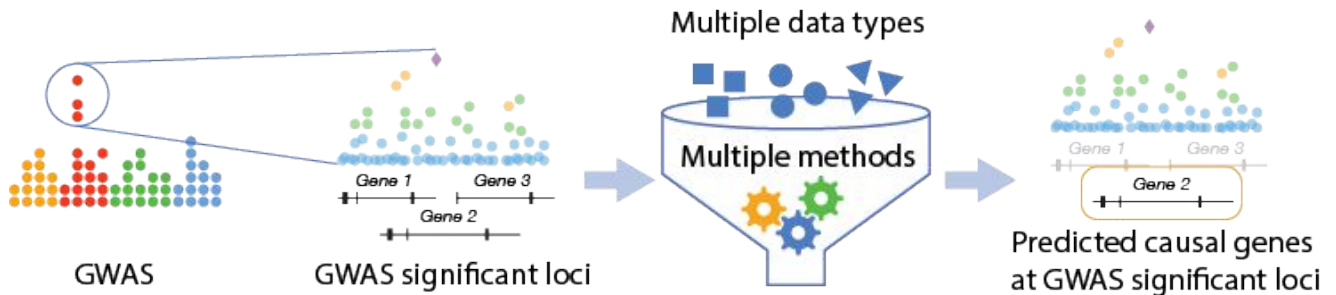 Multiple data types
Multiple methods
Gene 1
Gene 3
Gene 2
Gene 1
Gene 3
Gene 2
GWAS
GWAS significant loci
Predicted causal genes
at GWAS significant loci